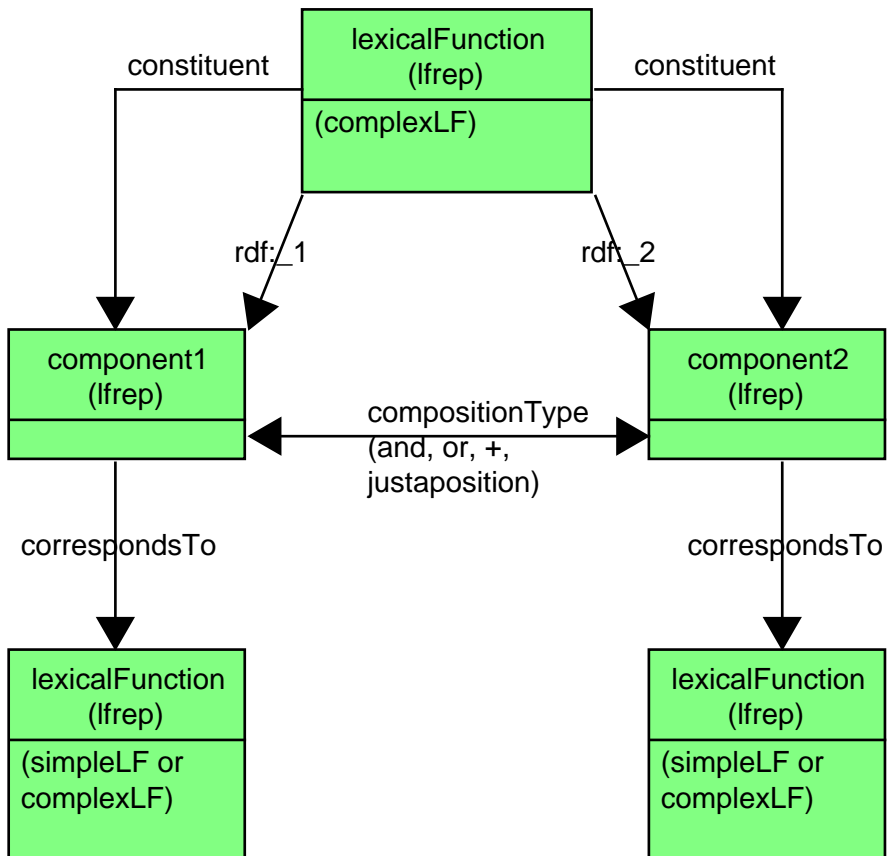 lexicalFunction
(lfrep)
(complexLF)
constituent
constituent
rdf:_1
rdf:_2
component1
(lfrep)
component2
(lfrep)
compositionType
(and, or, +,
justaposition)
correspondsTo
correspondsTo
lexicalFunction
(lfrep)
(simpleLF or
complexLF)
lexicalFunction
(lfrep)
(simpleLF or
complexLF)